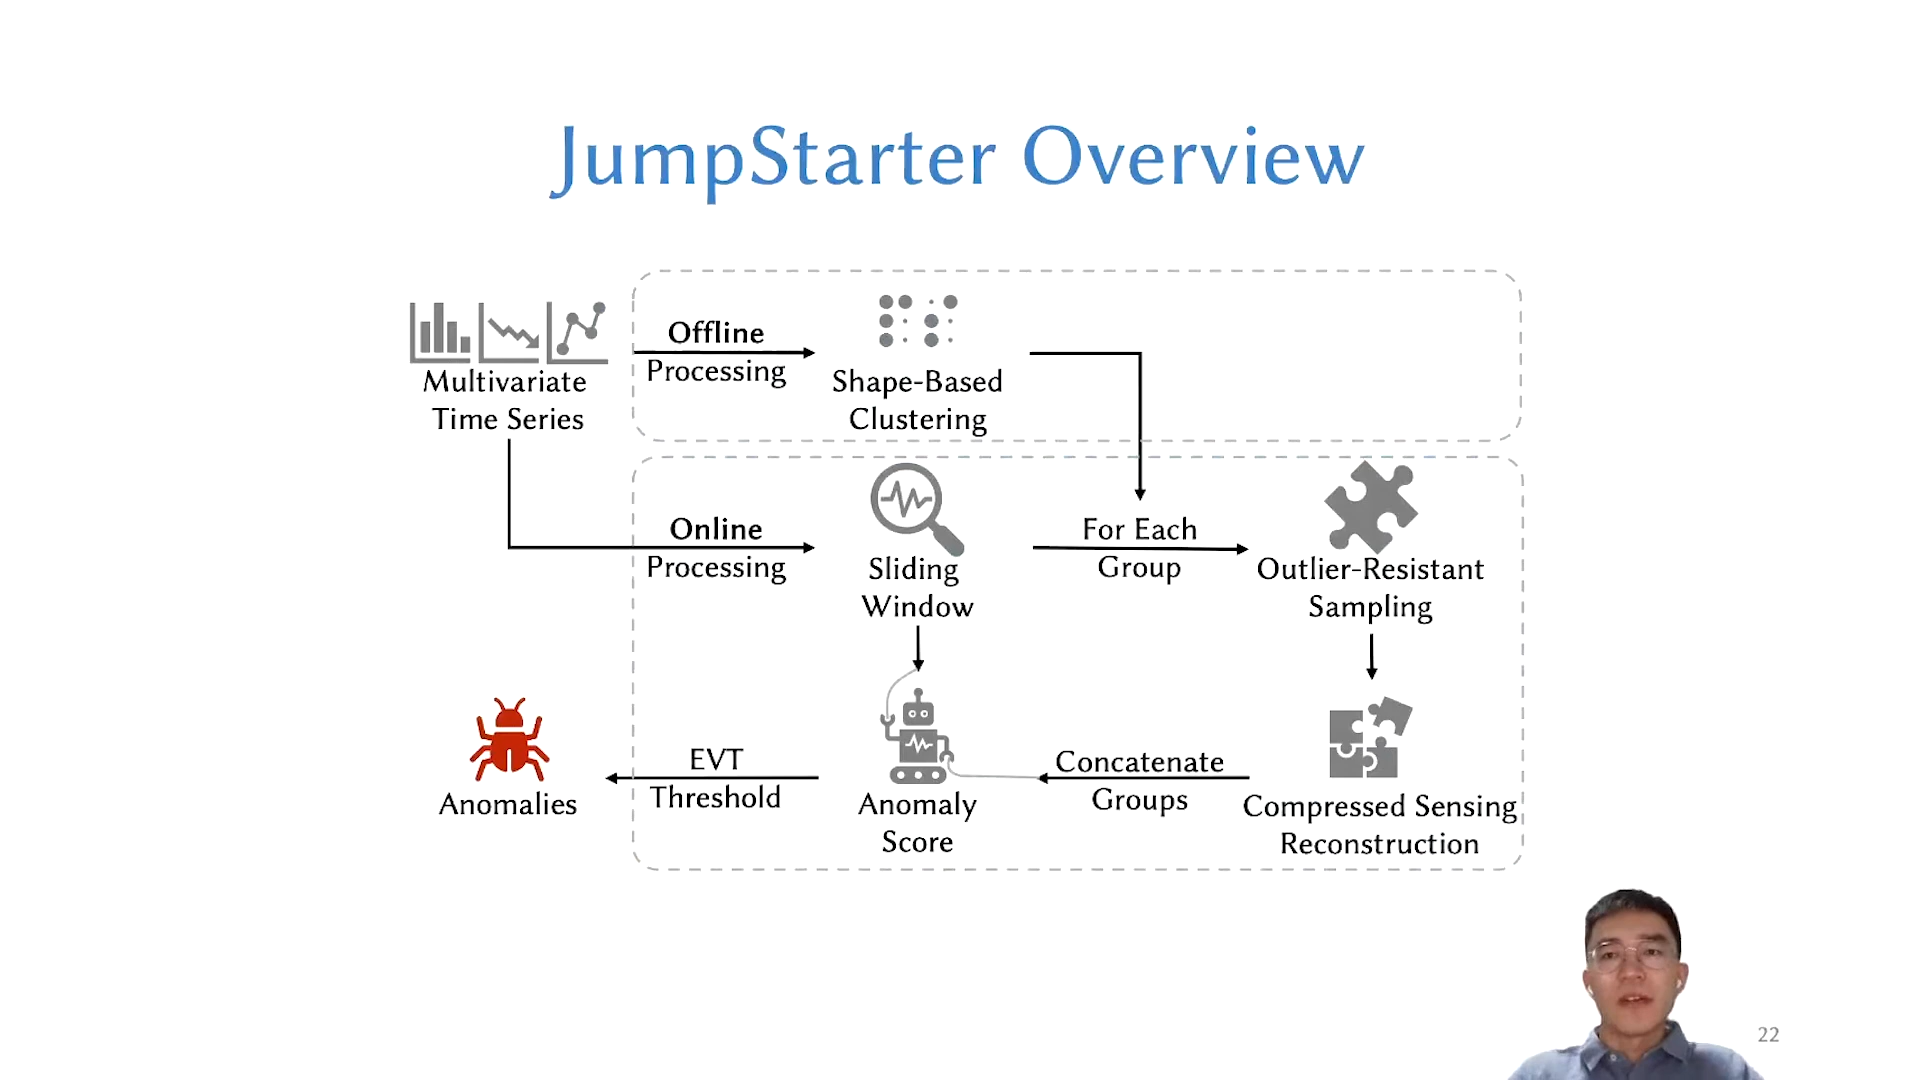 JumpStarter Overview
Offline
Processing
Multivariate
Time Series
Shape-Based
Clustering
Online
Processing
Sliding
Window
For Each
Group
Outlier-Resistant
Sampling
Anomalies
EVT
Threshold
Anomaly
Score
Concatenate
Groups
Compressed Sensing
Reconstruction
22